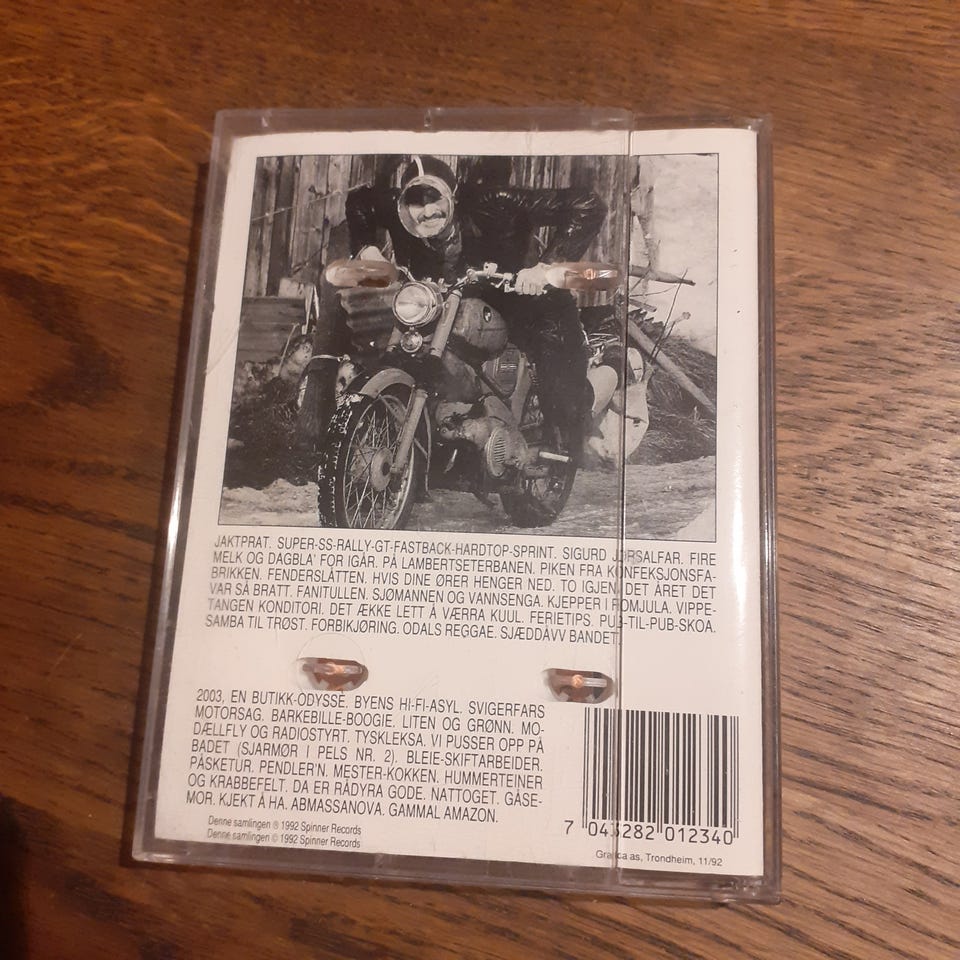 JAKTPRAT. SUPER-SS-RALLY-GT-FASTBACK-HARDTOP-SPRINT. SIGURD JORSALFAR. FIRE
MELK OG DAGBLA' FOR IGÅR. PÅ LAMBERTSETERBANEN. PIKEN FRA KONFEKSJONSFA-
BRIKKEN. FENDERSLÅTTEN. HVIS DINE ØRER HENGER NED. TO IGJEN. DET ÅRET DET
VAR SÅ BRATT. FANITULLEN. SJØMANNEN OG VANNSENGA. KJEPPER I ROMJULA. VIPPE-
TANGEN KONDITORI. DET ÆKKE LETT Å VÆRRA KUUL. FERIETIPS. PUB-TIL-PUB-SKOA.
SAMBA TIL TRØST. FORBIKJØRING. ODALS REGGAE. SJÆDDAVV BANDET.
2003, EN BUTIKK-ODYSSÉ. BYENS HI-FI-ASYL. SVIGERFARS
MOTORSAG. BARKEBILLE-BOOGIE. LITEN OG GRØNN. MO-
DÆLLFLY OG RADIOSTYRT. TYSKLEKSA. VI PUSSER OPP PÅ
BADET (SJARMØR I PELS NR. 2). BLEIE-SKIFTARBEIDER.
PÅSKETUR. PENDLER'N. MESTER-KOKKEN. HUMMERTEINER
OG KRABBEFELT. DA ER RÅDYRA GODE. NATTOGET. GÅSE-
MOR. KJEKT Å HA. ABMASSANOVA. GAMMAL AMAZON.
Denne samlingen ℗ 1992 Spinner Records
Denne samlingen © 1992 Spinner Records
7 043282 012340
Grafica as, Trondheim, 11/92